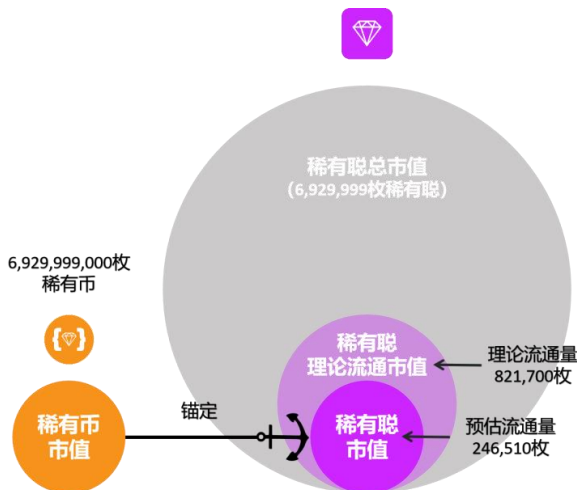 稀有聪总市值
(6,929,999枚稀有聪)
6,929,999,000枚
稀有币
稀有聪
理论流通市值
理论流通量
821,700枚
稀有币
市值
锚定
稀有聪
市值
预估流通量
246,510枚